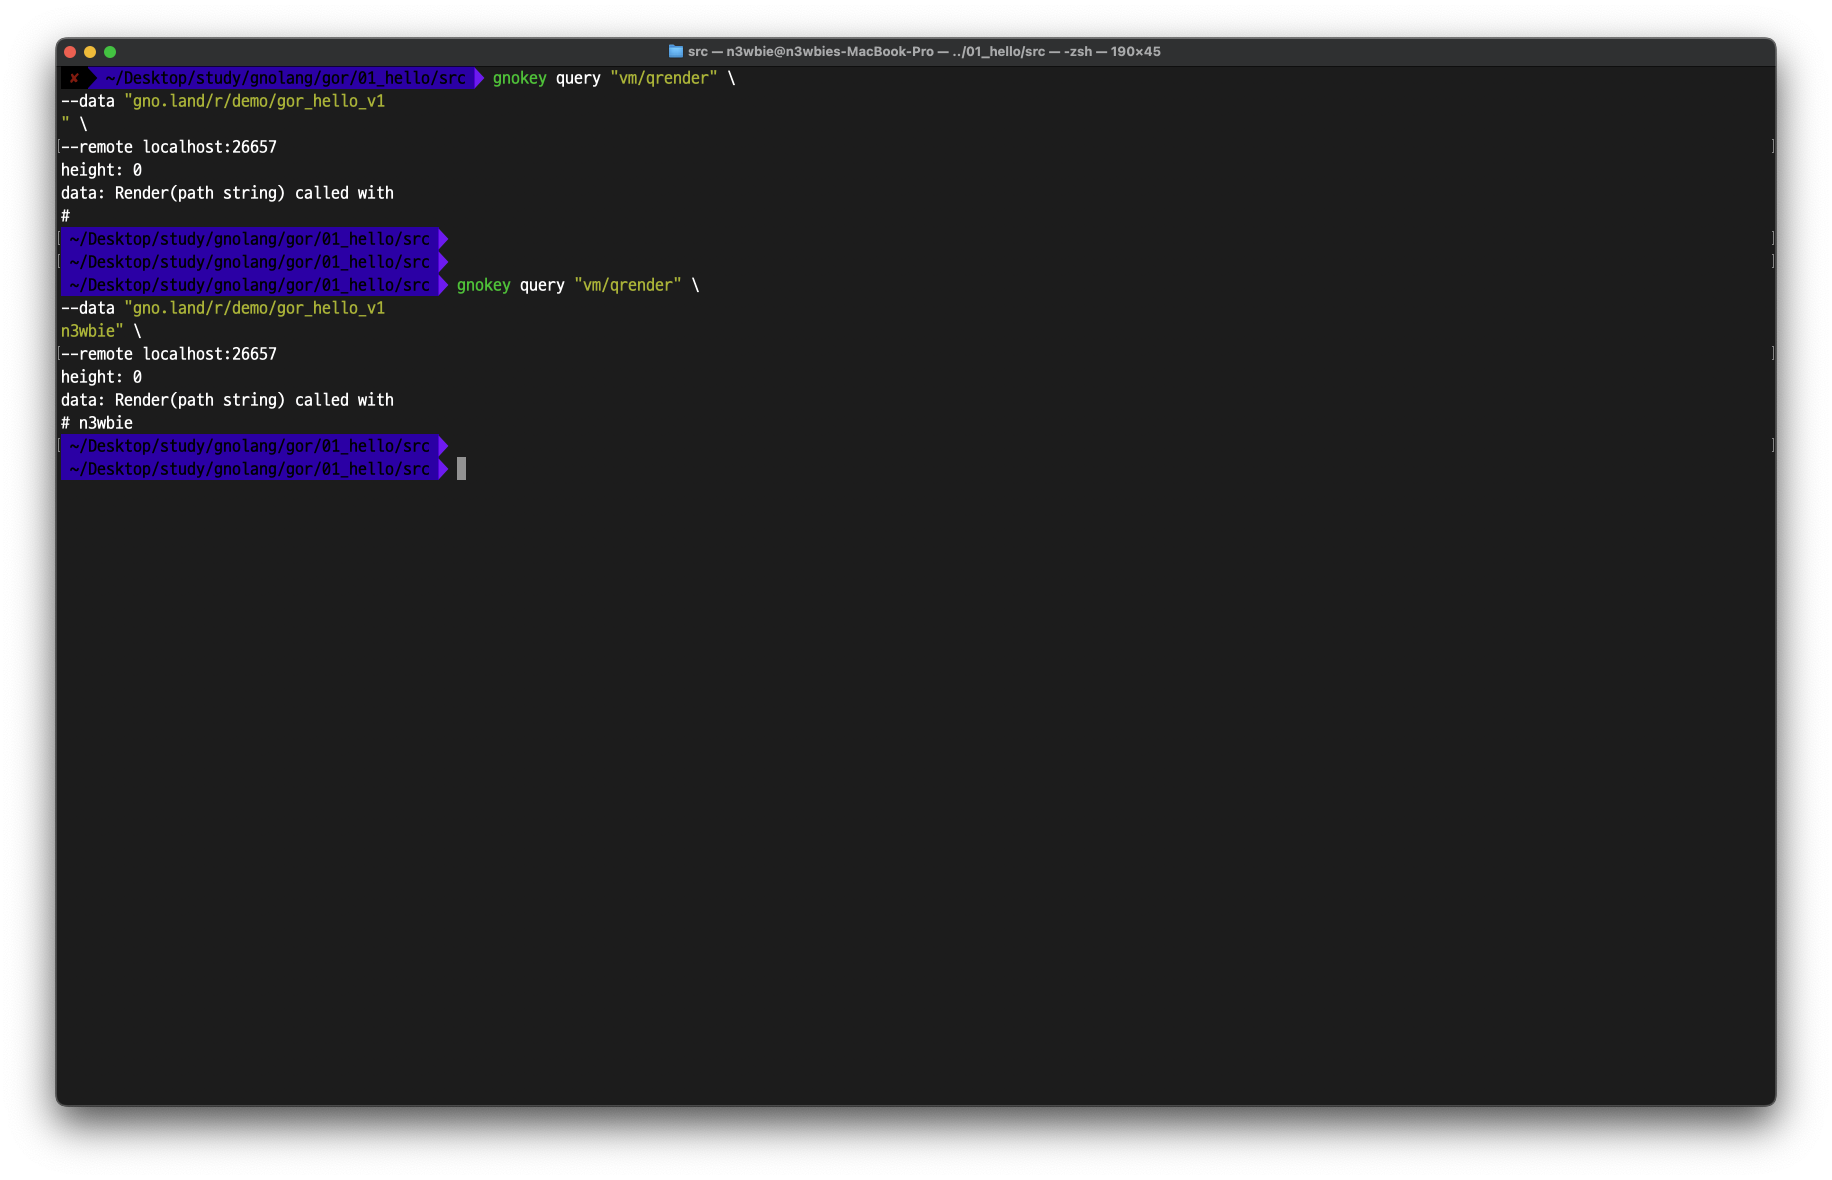 src — n3wbie@n3wbies-MacBook-Pro — ../01_hello/src — -zsh — 190×45
✘ ~/Desktop/study/gnolang/gor/01_hello/src gnokey query "vm/qrender" \
--data "gno.land/r/demo/gor_hello_v1
" \
[--remote localhost:26657 ]
height: 0
data: Render(path string) called with
#
[ ~/Desktop/study/gnolang/gor/01_hello/src ]
[ ~/Desktop/study/gnolang/gor/01_hello/src ]
~/Desktop/study/gnolang/gor/01_hello/src gnokey query "vm/qrender" \
--data "gno.land/r/demo/gor_hello_v1
n3wbie" \
[--remote localhost:26657 ]
height: 0
data: Render(path string) called with
# n3wbie
[ ~/Desktop/study/gnolang/gor/01_hello/src ]
~/Desktop/study/gnolang/gor/01_hello/src